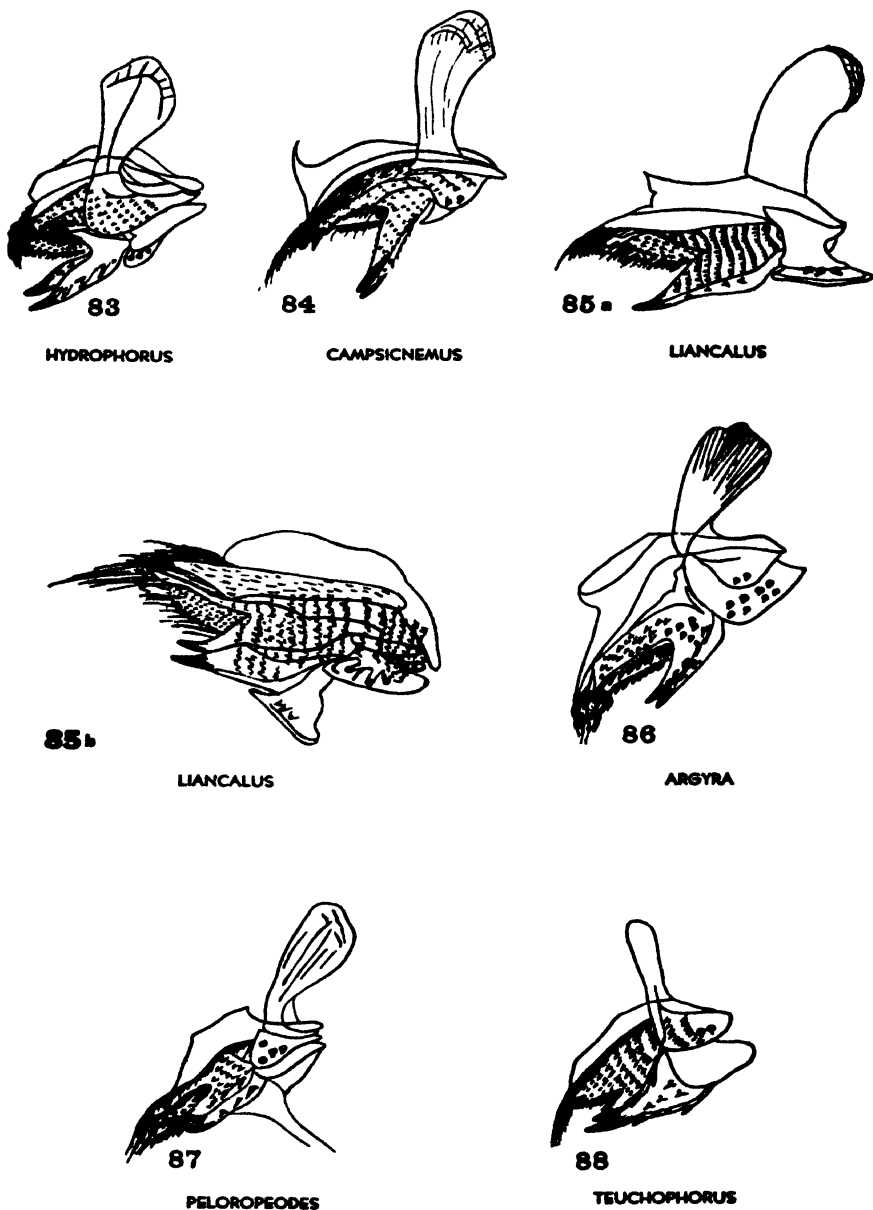 83
HYDROPHORUS
84
CAMPSICNEMUS
85a
LIANCALUS
85b
LIANCALUS
86
ARGYRA
87
PELOROPEODES
88
TEUCHOPHORUS